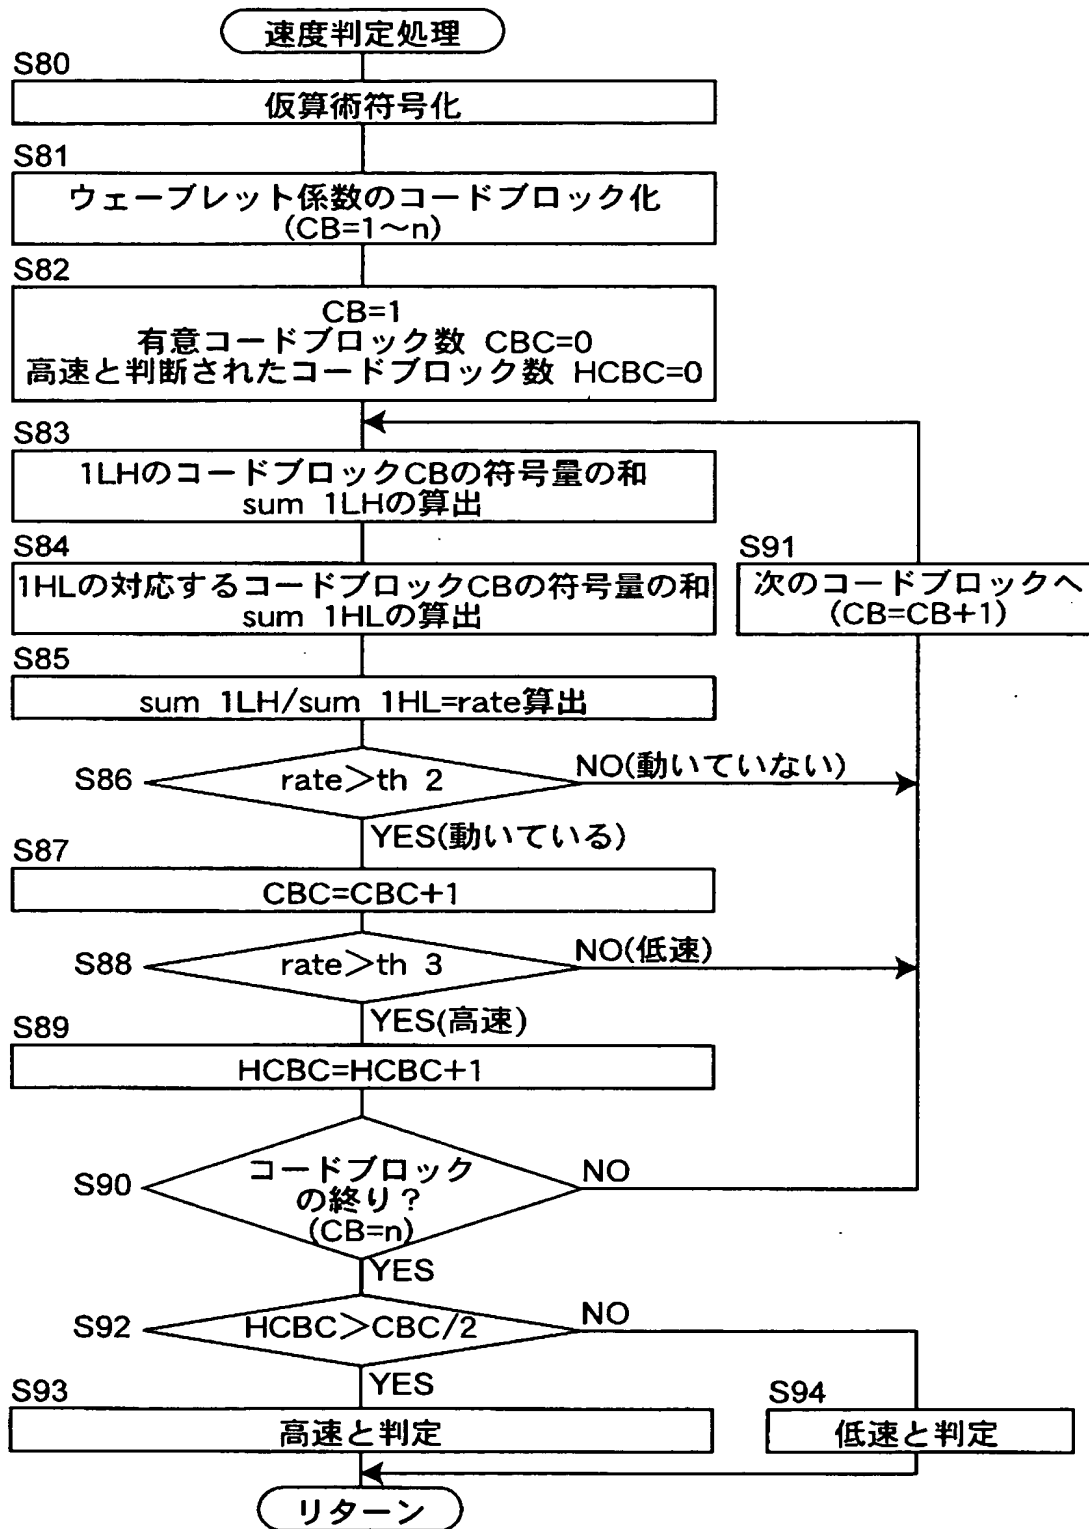 速度判定処理
S80
仮算術符号化
S81
ウェーブレット係数のコードブロック化
(CB=1～n)
S82
CB=1
有意コードブロック数 CBC=0
高速と判断されたコードブロック数 HCBC=0
S83
1LHのコードブロックCBの符号量の和
sum 1LHの算出
S84
1HLの対応するコードブロックCBの符号量の和
sum 1HLの算出
S91
次のコードブロックへ
(CB=CB+1)
S85
sum 1LH/sum 1HL=rate算出
S86
rate＞th 2
NO(動いていない)
YES(動いている)
S87
CBC=CBC+1
S88
rate＞th 3
NO(低速)
YES(高速)
S89
HCBC=HCBC+1
S90
コードブロック
の終り？
(CB=n)
NO
YES
S92
HCBC＞CBC/2
NO
YES
S93
高速と判定
S94
低速と判定
リターン